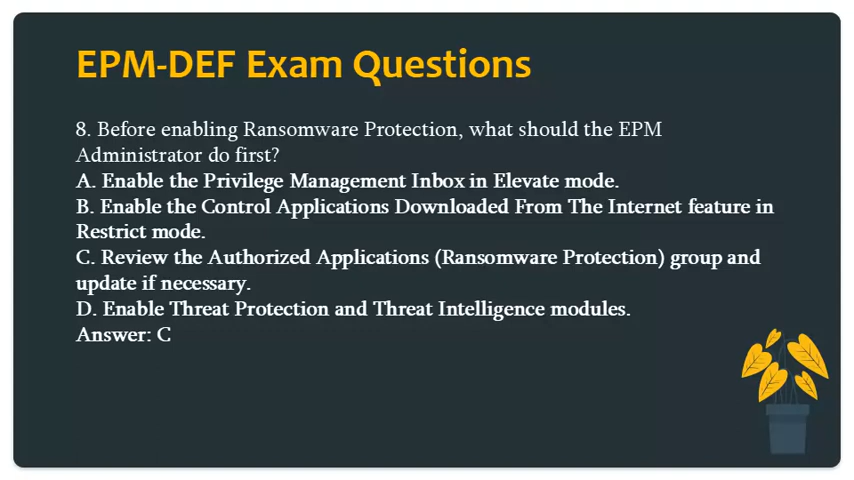 EPM-DEF Exam Questions
8. Before enabling Ransomware Protection, what should the EPM
Administrator do first?
A. Enable the Privilege Management Inbox in Elevate mode.
B. Enable the Control Applications Downloaded From The Internet feature in
Restrict mode.
C. Review the Authorized Applications (Ransomware Protection) group and
update if necessary.
D. Enable Threat Protection and Threat Intelligence modules.
Answer: C